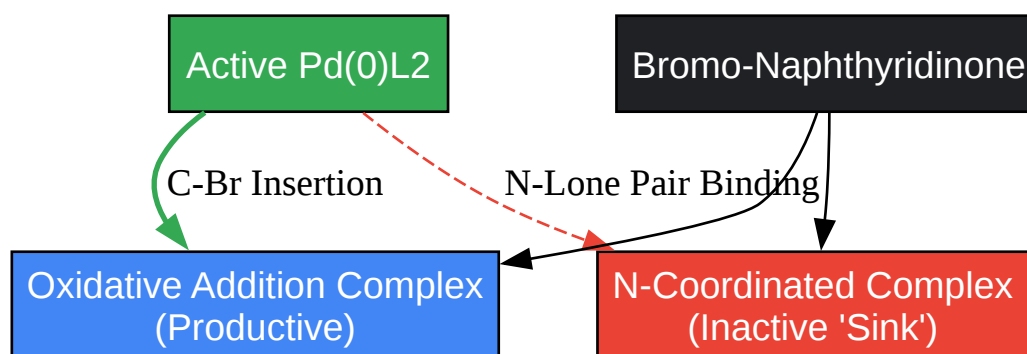 Active Pd(0)L2
Bromo-Naphthyridinone
C-Br Insertion
N-Lone Pair Binding
Oxidative Addition Complex
(Productive)
N-Coordinated Complex
(Inactive 'Sink')